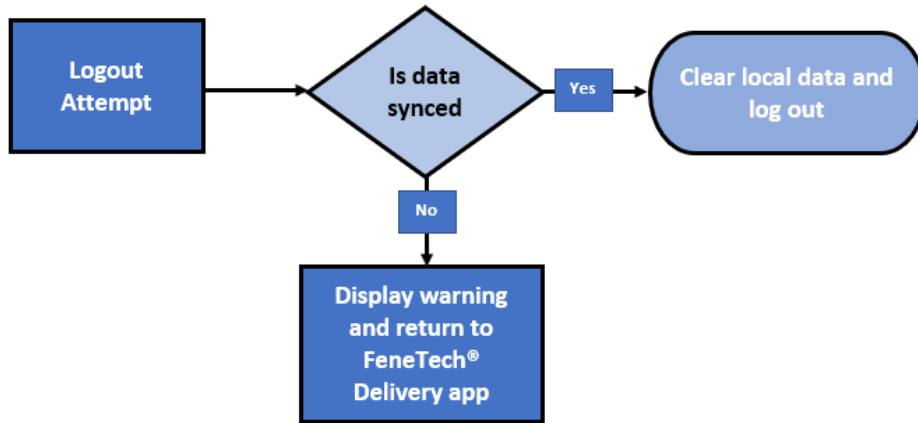 Logout
Attempt
Is data
synced
Yes
Clear local data and
log out
No
Display warning
and return to
FeneTech®
Delivery app